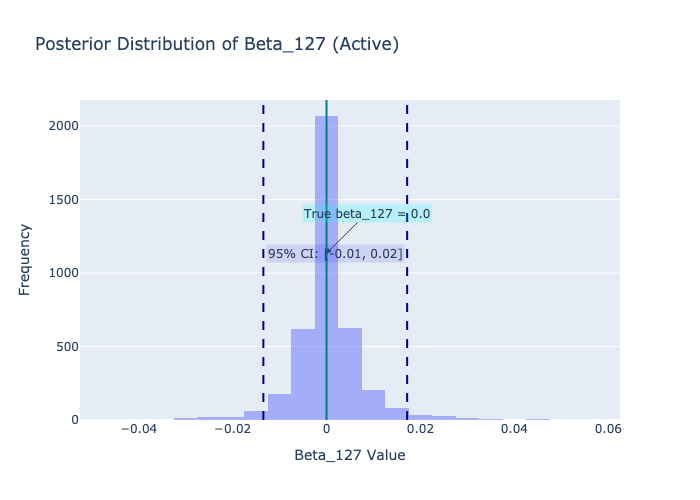 Posterior Distribution of Beta_127 (Active)
2000
1500
1000
500
0
Frequency
True beta_127 = 0.0
95% CI: [-0.01, 0.02]
−0.04
−0.02
0
0.02
0.04
0.06
Beta_127 Value